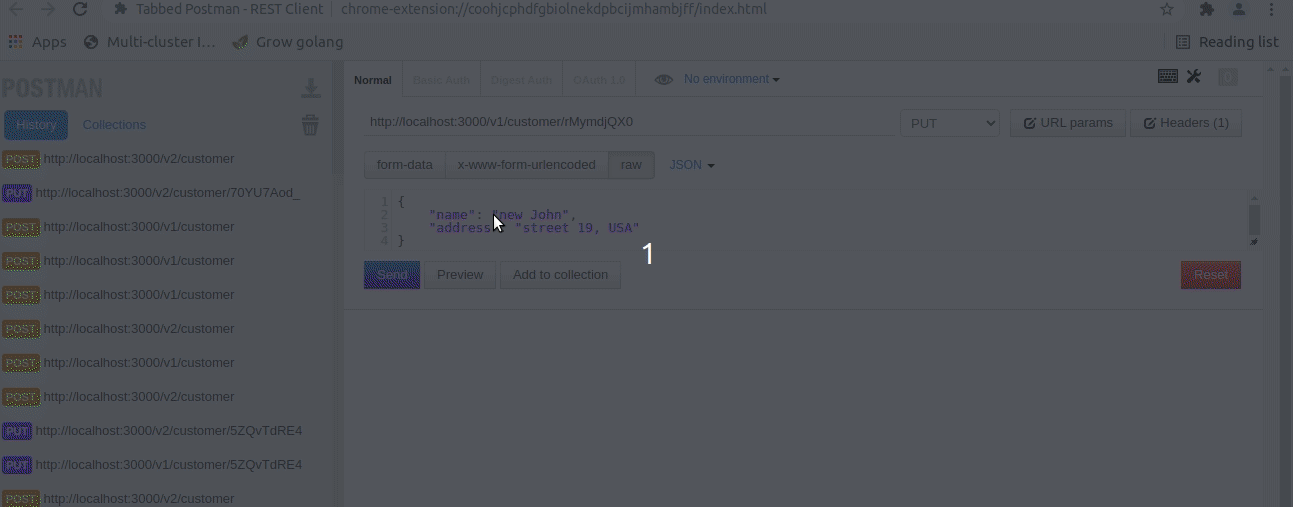 Tabbed Postman - REST Client chrome-extension://coohjcphdfgbiolnekdpbcijmhambjff/index.html
Apps Multi-cluster I... Grow golang Reading list
POSTMAN
History Collections
POST http://localhost:3000/v2/customer
PUT http://localhost:3000/v2/customer/70YU7Aod_
POST http://localhost:3000/v1/customer
POST http://localhost:3000/v1/customer
POST http://localhost:3000/v1/customer
POST http://localhost:3000/v2/customer
POST http://localhost:3000/v1/customer
POST http://localhost:3000/v2/customer
PUT http://localhost:3000/v2/customer/5ZQvTdRE4
PUT http://localhost:3000/v1/customer/5ZQvTdRE4
POST http://localhost:3000/v2/customer
Normal Basic Auth Digest Auth OAuth 1.0 No environment 0
http://localhost:3000/v1/customer/rMymdjQX0 PUT URL params Headers (1)
form-data x-www-form-urlencoded raw JSON
1 {
2 "name": "new John",
3 "address": "street 19, USA"
4 }
1
Send Preview Add to collection Reset